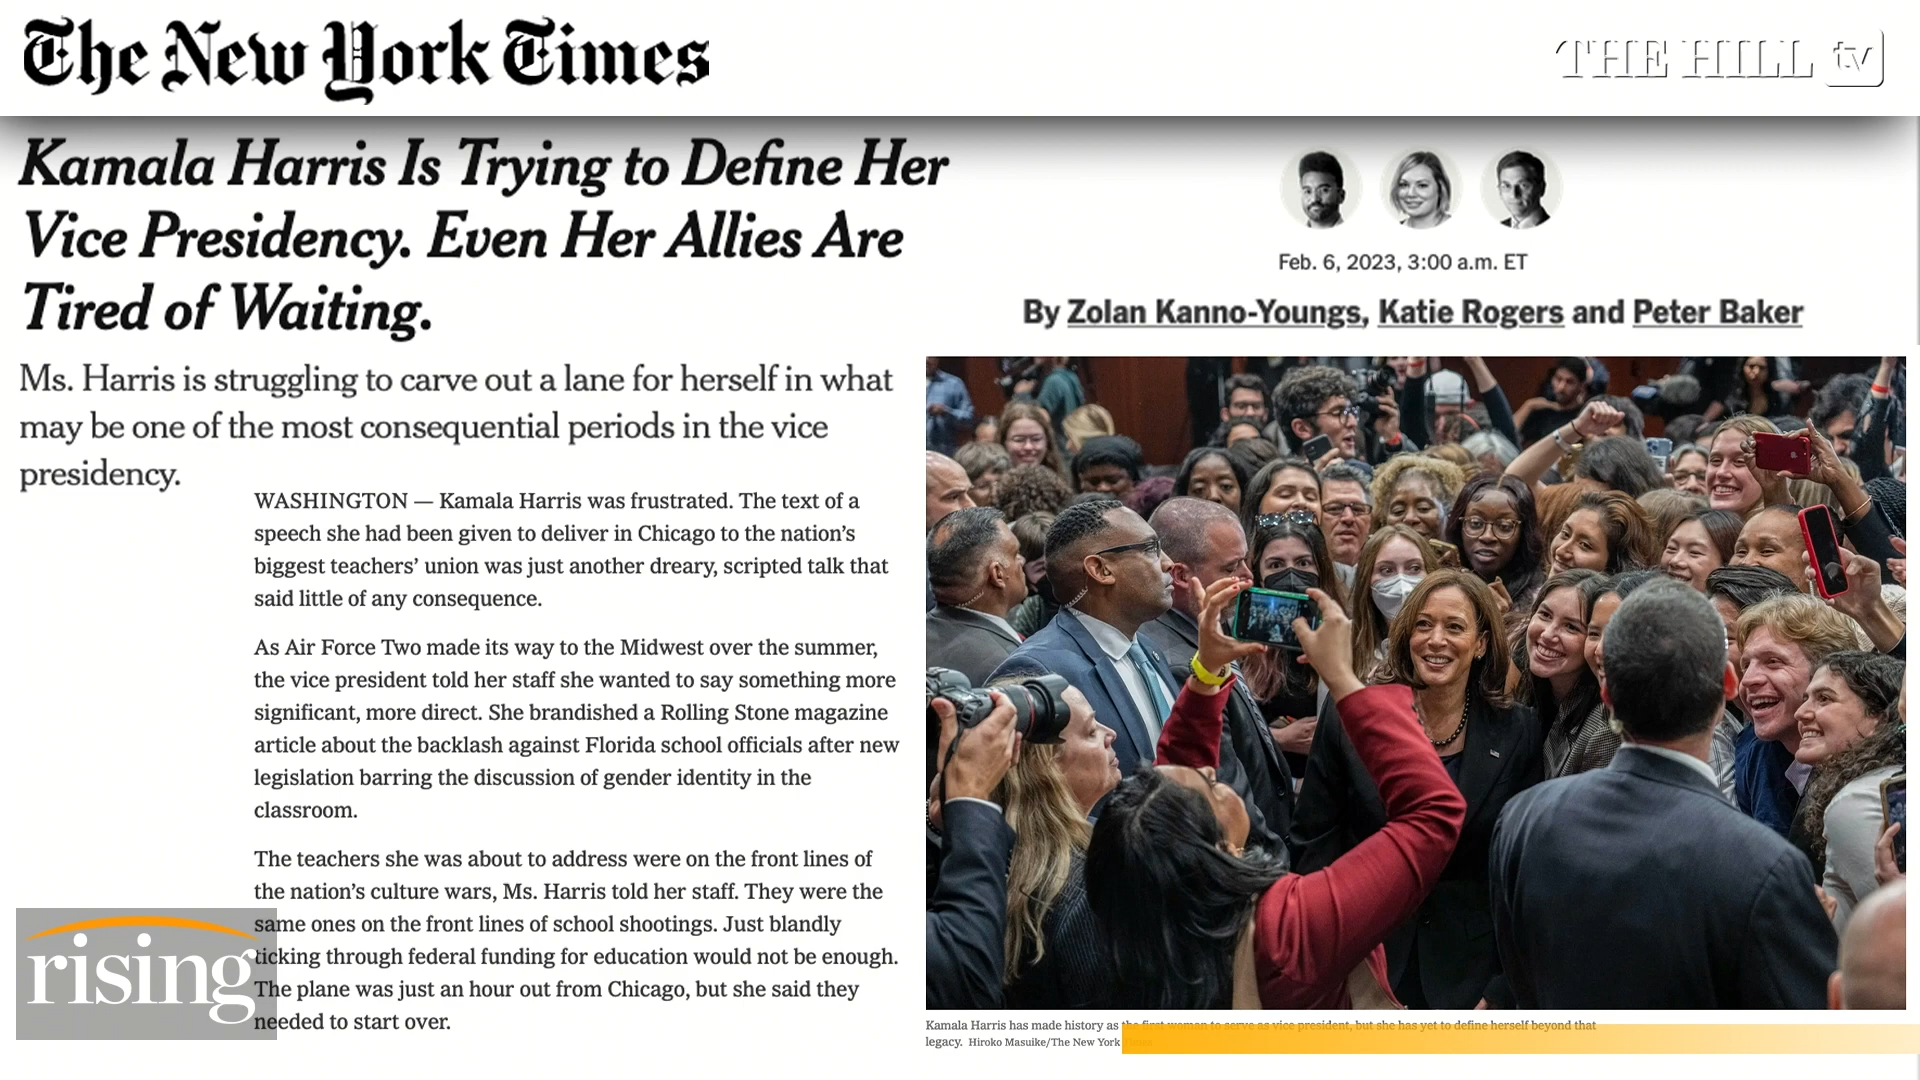 The New York Times
THE HILL tv
Kamala Harris Is Trying to Define Her
Vice Presidency. Even Her Allies Are
Tired of Waiting.
Ms. Harris is struggling to carve out a lane for herself in what
may be one of the most consequential periods in the vice
presidency.
Feb. 6, 2023, 3:00 a.m. ET
By Zolan Kanno-Youngs, Katie Rogers and Peter Baker
WASHINGTON — Kamala Harris was frustrated. The text of a
speech she had been given to deliver in Chicago to the nation’s
biggest teachers’ union was just another dreary, scripted talk that
said little of any consequence.
As Air Force Two made its way to the Midwest over the summer,
the vice president told her staff she wanted to say something more
significant, more direct. She brandished a Rolling Stone magazine
article about the backlash against Florida school officials after new
legislation barring the discussion of gender identity in the
classroom.
The teachers she was about to address were on the front lines of
the nation’s culture wars, Ms. Harris told her staff. They were the
same ones on the front lines of school shootings. Just blandly
ticking through federal funding for education would not be enough.
The plane was just an hour out from Chicago, but she said they
needed to start over.
rising
Kamala Harris has made history as the first woman to serve as vice president, but she has yet to define herself beyond that
legacy. Hiroko Masuike/The New York